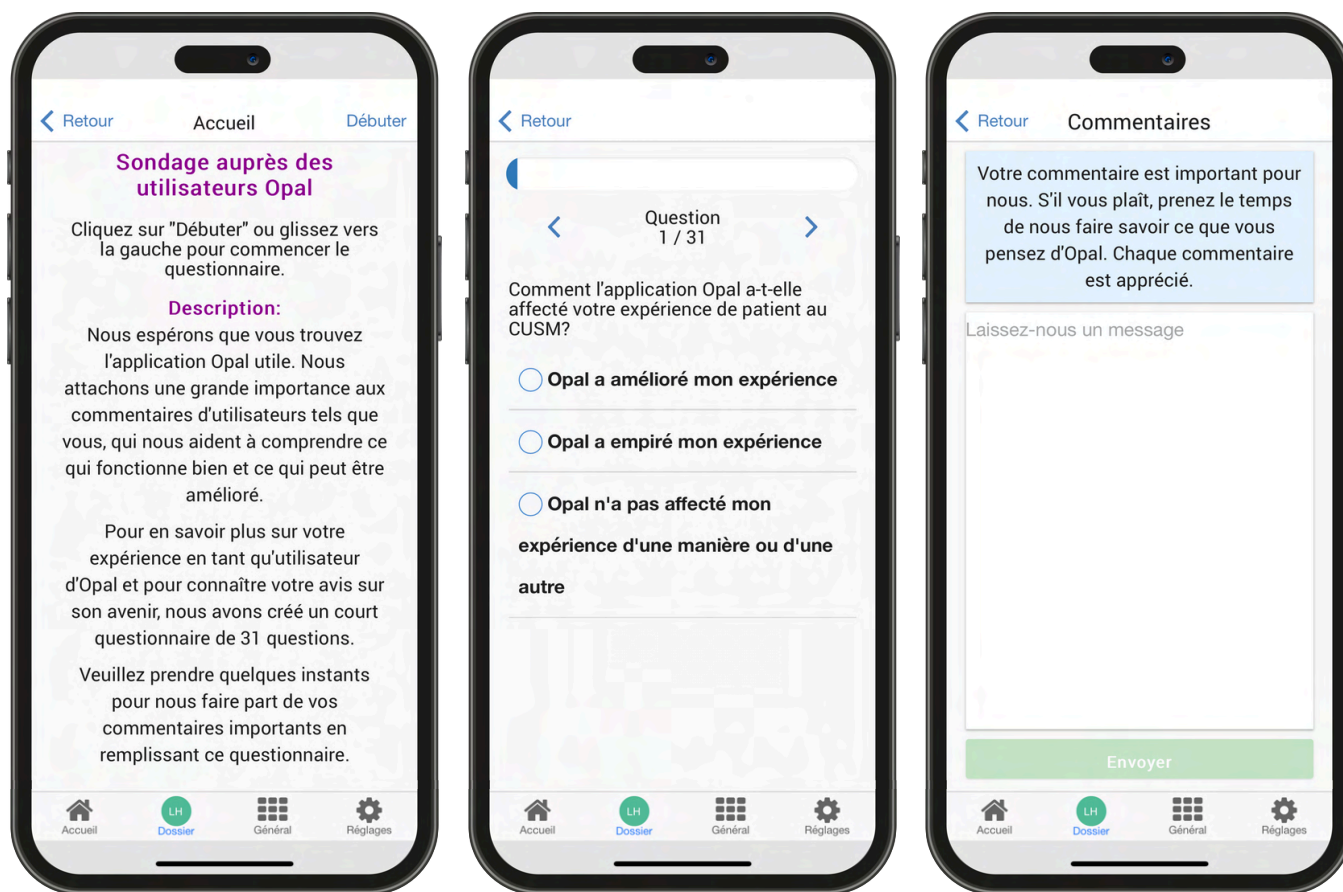 Retour
Accueil
Débuter
Sondage auprès des
utilisateurs Opal
Cliquez sur "Débuter" ou glissez vers
la gauche pour commencer le
questionnaire.
Description:
Nous espérons que vous trouvez
l'application Opal utile. Nous
attachons une grande importance aux
commentaires d'utilisateurs tels que
vous, qui nous aident à comprendre ce
qui fonctionne bien et ce qui peut être
amélioré.
Pour en savoir plus sur votre
expérience en tant qu'utilisateur
d'Opal et pour connaître votre avis sur
son avenir, nous avons créé un court
questionnaire de 31 questions.
Veuillez prendre quelques instants
pour nous faire part de vos
commentaires importants en
remplissant ce questionnaire.
Accueil
LH
Dossier
Général
Réglages
Retour
Question
1 / 31
Comment l'application Opal a-t-elle
affecté votre expérience de patient au
CUSM?
Opal a amélioré mon expérience
Opal a empiré mon expérience
Opal n'a pas affecté mon
expérience d'une manière ou d'une
autre
Accueil
LH
Dossier
Général
Réglages
Retour
Commentaires
Votre commentaire est important pour
nous. S'il vous plaît, prenez le temps
de nous faire savoir ce que vous
pensez d'Opal. Chaque commentaire
est apprécié.
Laissez-nous un message
Envoyer
Accueil
LH
Dossier
Général
Réglages